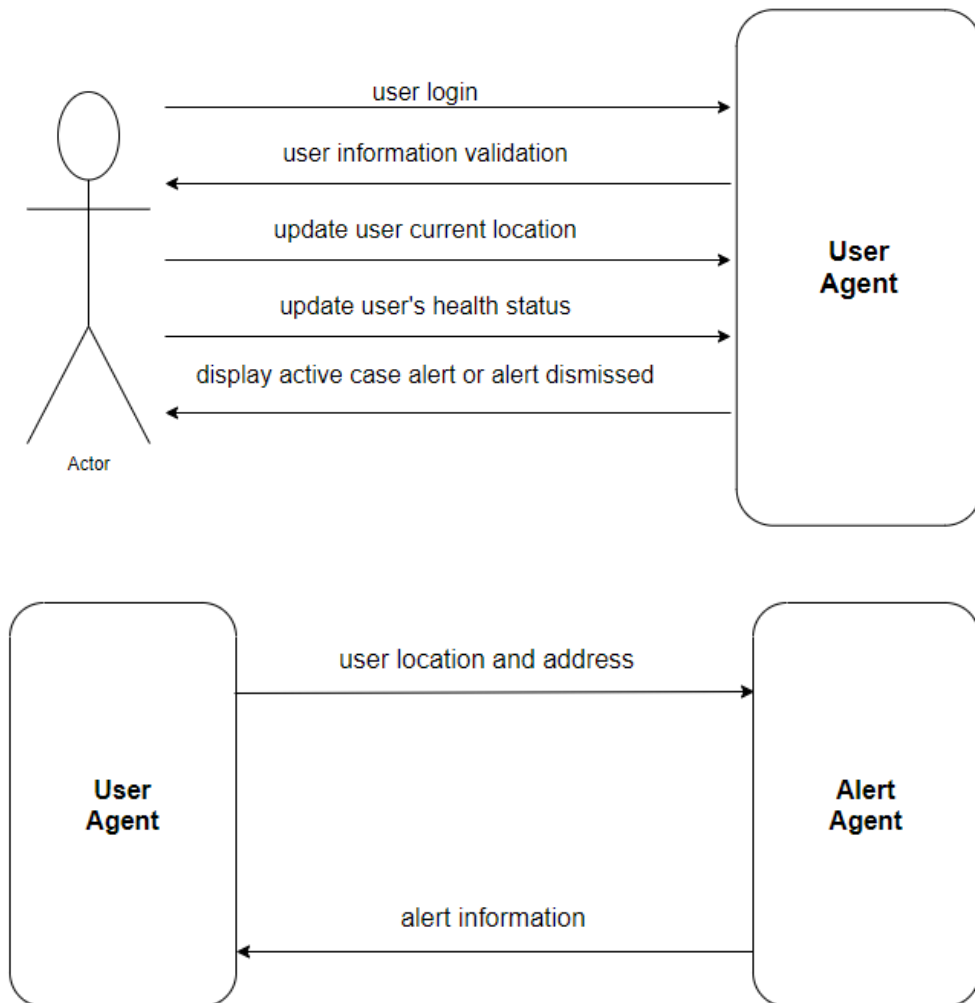 user login
user information validation
update user current location
update user's health status
display active case alert or alert dismissed
Actor
User
Agent
user location and address
User
Agent
Alert
Agent
alert information